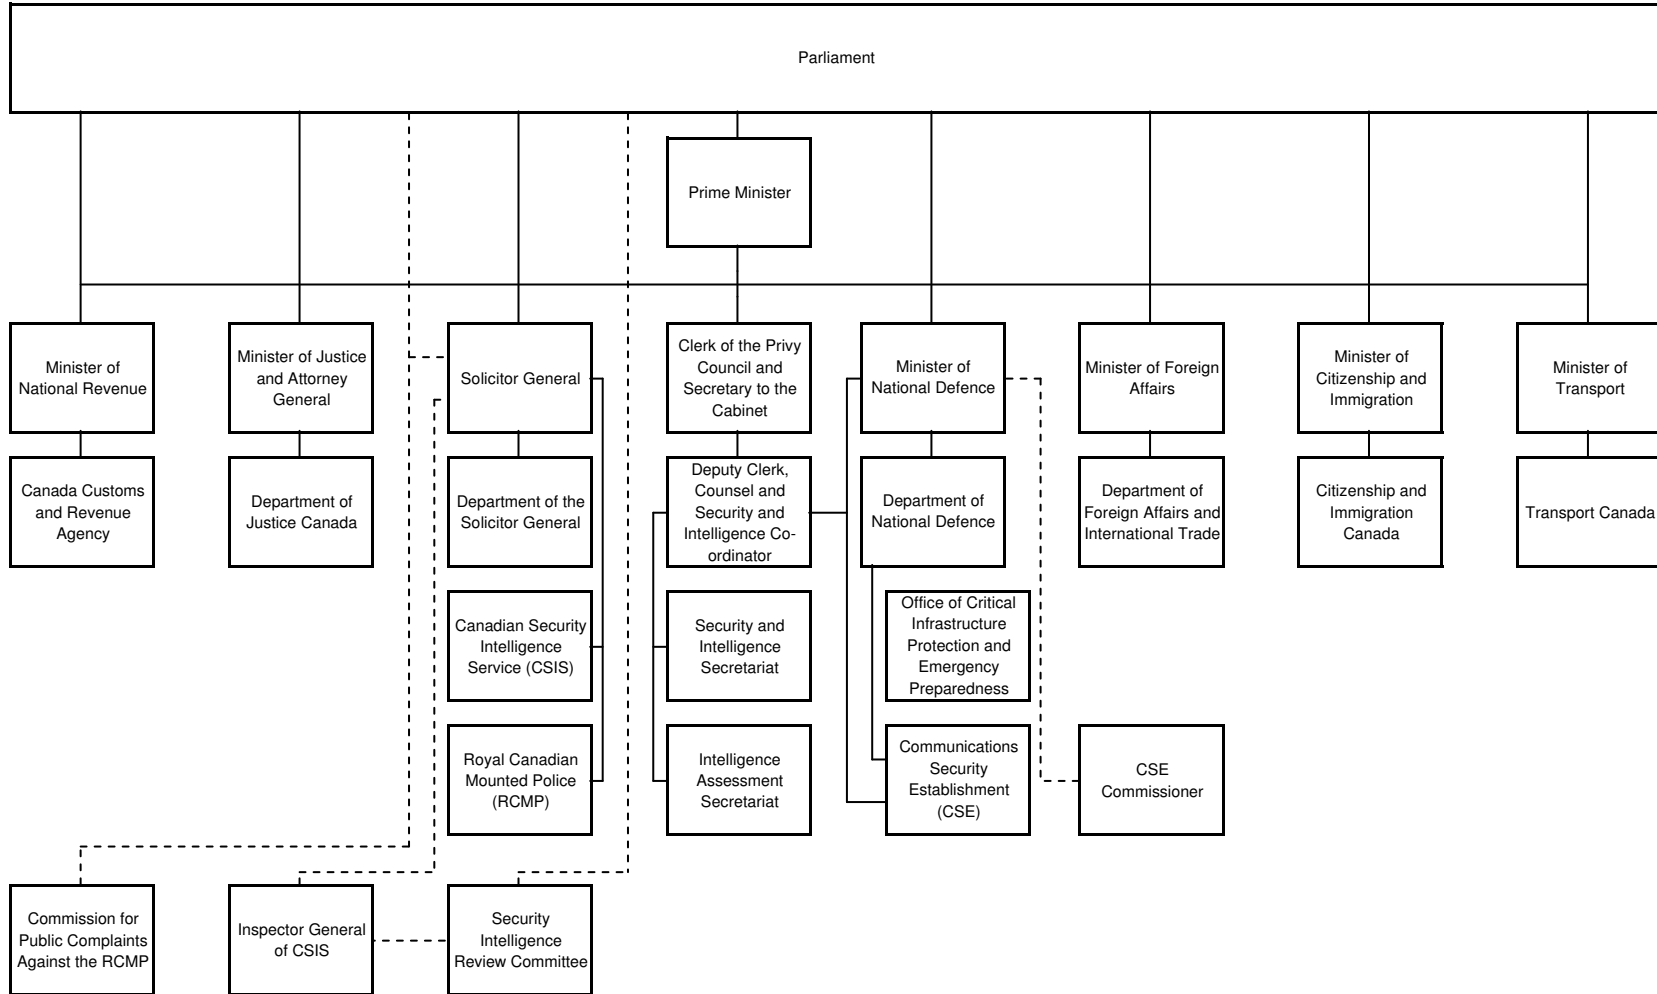 Parliament
Prime Minister
Minister of
National Revenue
Minister of Justice
and Attorney
General
Solicitor General
Clerk of the Privy
Council and
Secretary to the
Cabinet
Minister of
National Defence
Minister of Foreign
Affairs
Minister of
Citizenship and
Immigration
Minister of
Transport
Canada Customs
and Revenue
Agency
Department of
Justice Canada
Department of the
Solicitor General
Deputy Clerk,
Counsel and
Security and
Intelligence Co-
ordinator
Department of
National Defence
Department of
Foreign Affairs and
International Trade
Citizenship and
Immigration
Canada
Transport Canada
Canadian Security
Intelligence
Service (CSIS)
Security and
Intelligence
Secretariat
Office of Critical
Infrastructure
Protection and
Emergency
Preparedness
Royal Canadian
Mounted Police
(RCMP)
Intelligence
Assessment
Secretariat
Communications
Security
Establishment
(CSE)
CSE
Commissioner
Commission for
Public Complaints
Against the RCMP
Inspector General
of CSIS
Security
Intelligence
Review Committee